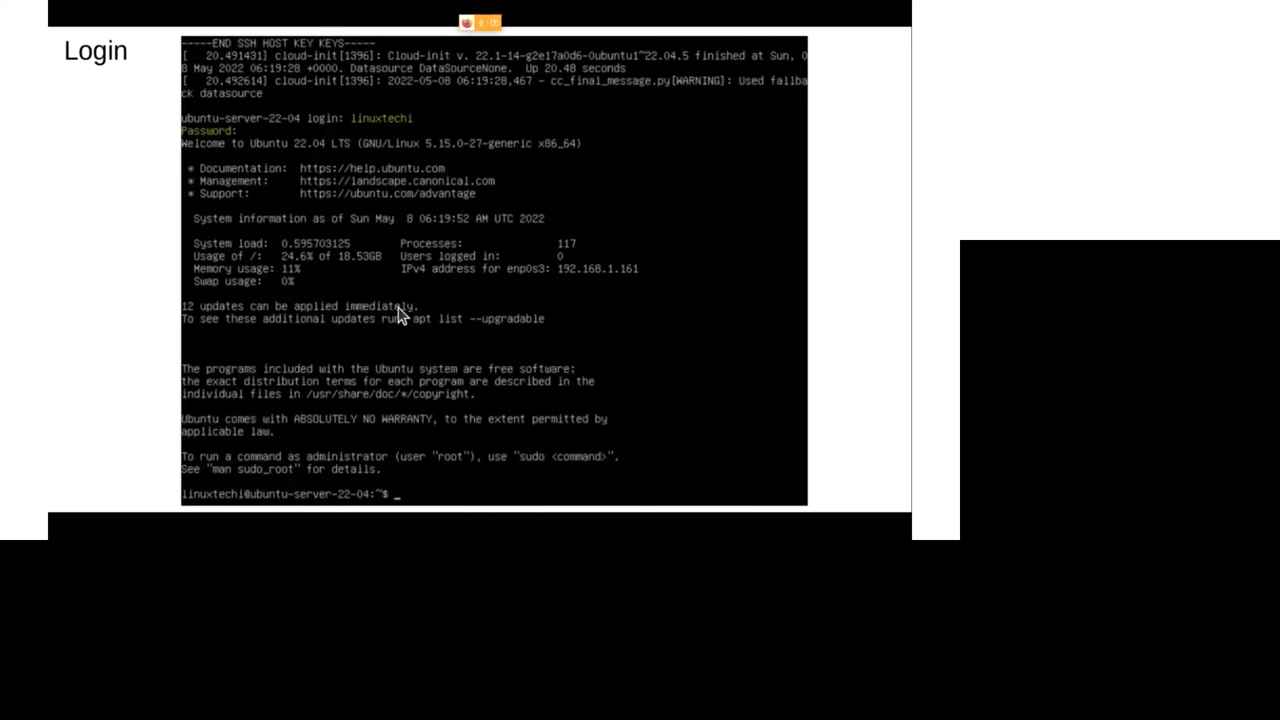 Login
-----END SSH HOST KEY KEYS-----
[   20.491431] cloud-init[1396]: Cloud-init v. 22.1-14-g2e17a0d6-0ubuntu1~22.04.5 finished at Sun, 0
8 May 2022 06:19:28 +0000. Datasource DataSourceNone.  Up 20.48 seconds
[   20.492614] cloud-init[1396]: 2022-05-08 06:19:28,467 - cc_final_message.py[WARNING]: Used fallba
ck datasource
ubuntu-server-22-04 login: linuxtechi
Password:
Welcome to Ubuntu 22.04 LTS (GNU/Linux 5.15.0-27-generic x86_64)
* Documentation:  https://help.ubuntu.com
* Management:     https://landscape.canonical.com
* Support:        https://ubuntu.com/advantage
System information as of Sun May  8 06:19:52 AM UTC 2022
System load:  0.595703125      Processes:               117
Usage of /:   24.6% of 18.53GB   Users logged in:         0
Memory usage: 11%                IPv4 address for enp0s3: 192.168.1.161
Swap usage:   0%
12 updates can be applied immediately.
To see these additional updates run: apt list --upgradable
The programs included with the Ubuntu system are free software;
the exact distribution terms for each program are described in the
individual files in /usr/share/doc/*/copyright.
Ubuntu comes with ABSOLUTELY NO WARRANTY, to the extent permitted by
applicable law.
To run a command as administrator (user "root"), use "sudo <command>".
See "man sudo_root" for details.
linuxtechi@ubuntu-server-22-04:~$ _